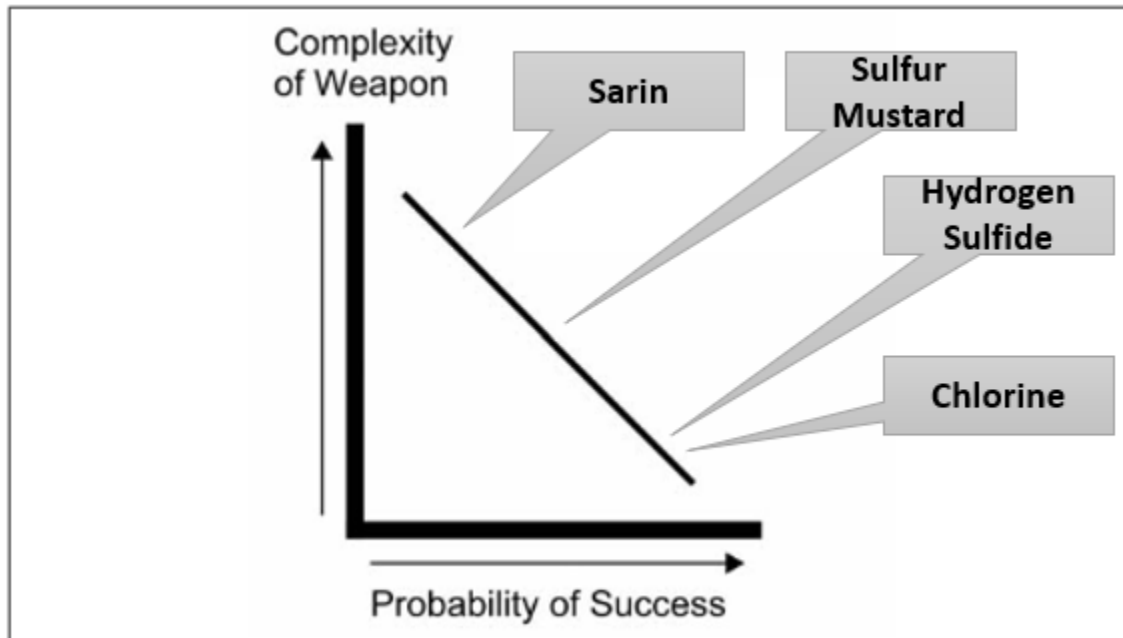 Complexity
of Weapon
Sarin
Sulfur
Mustard
Hydrogen
Sulfide
Chlorine
Probability of Success